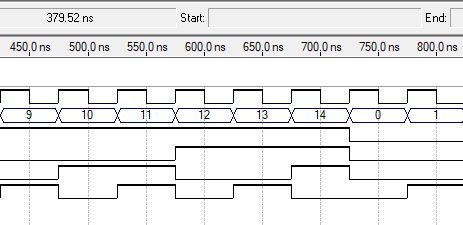 379.52 ns Start: End:
450.0 ns 500.0 ns 550.0 ns 600.0 ns 650.0 ns 700.0 ns 750.0 ns 800.0 ns
9 10 11 12 13 14 0 1